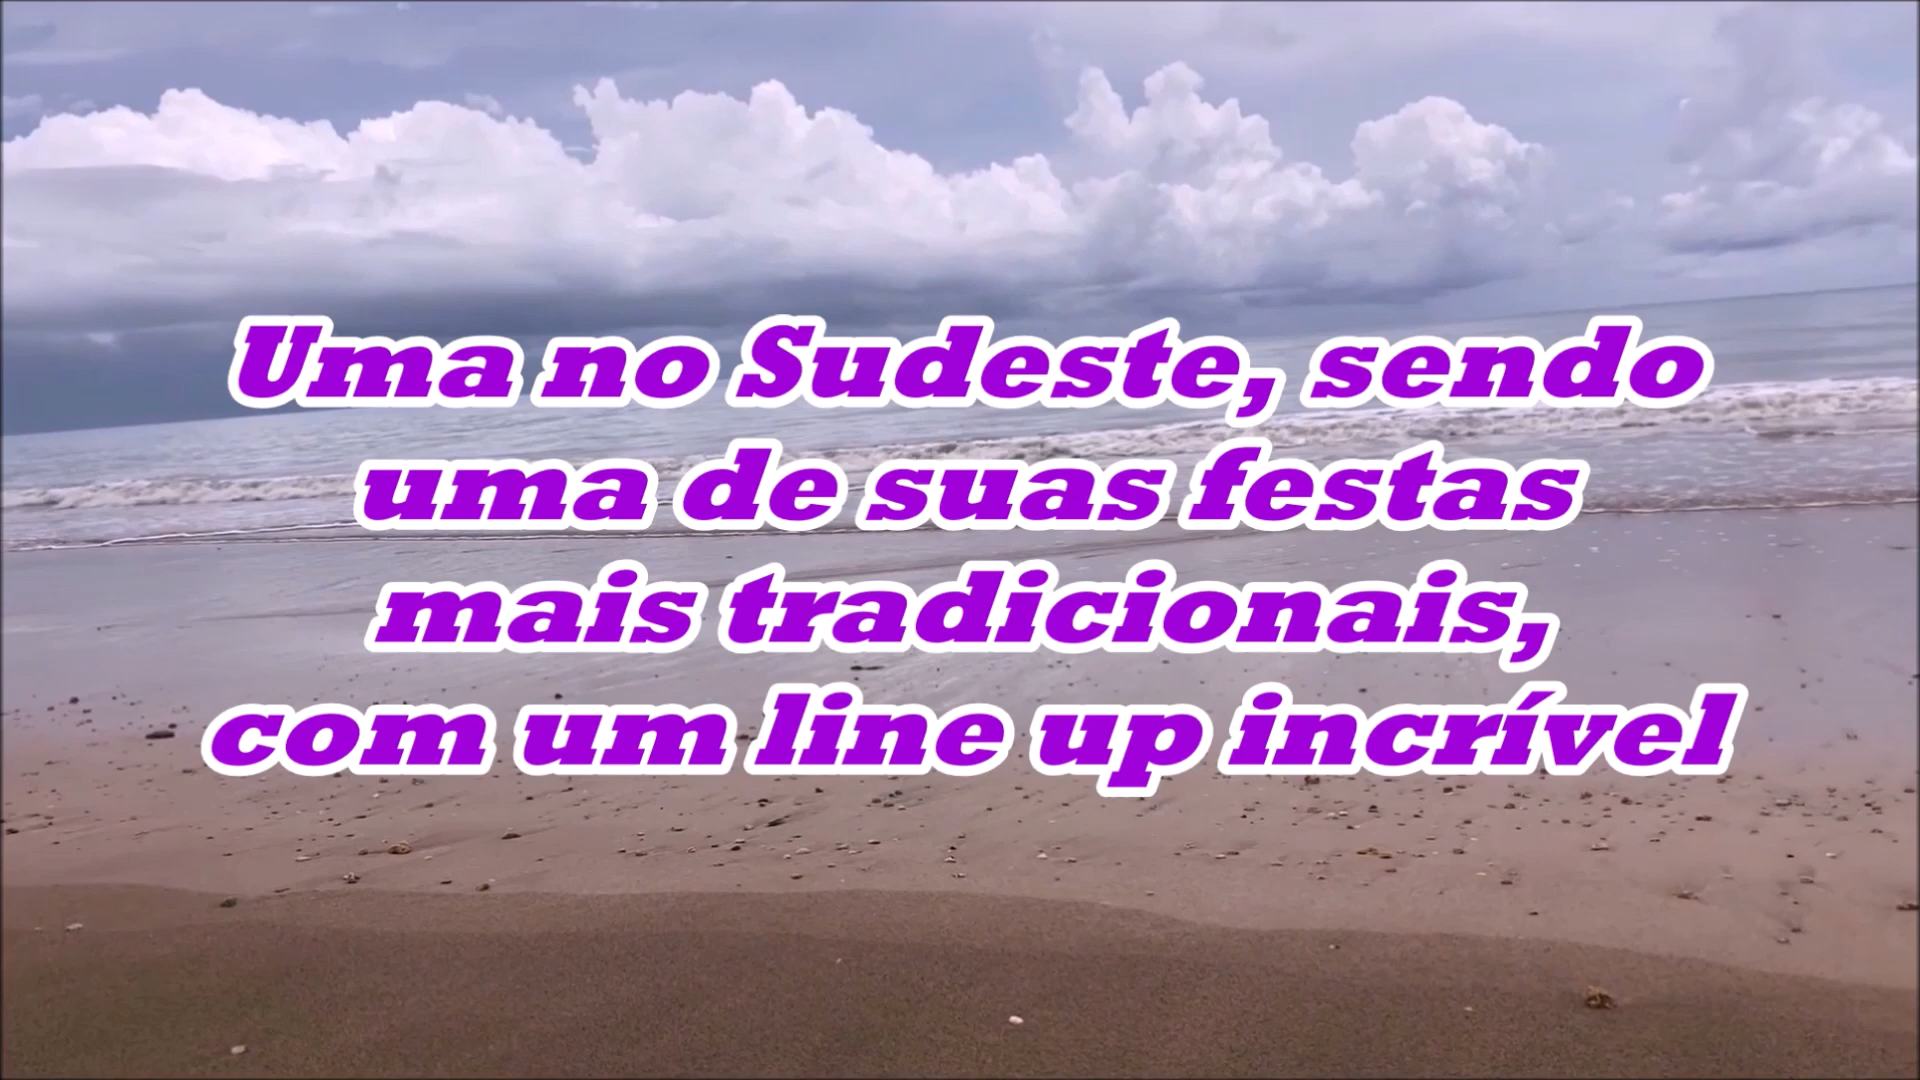 Uma no Sudeste, sendo
uma de suas festas
mais tradicionais,
com um line up incrível